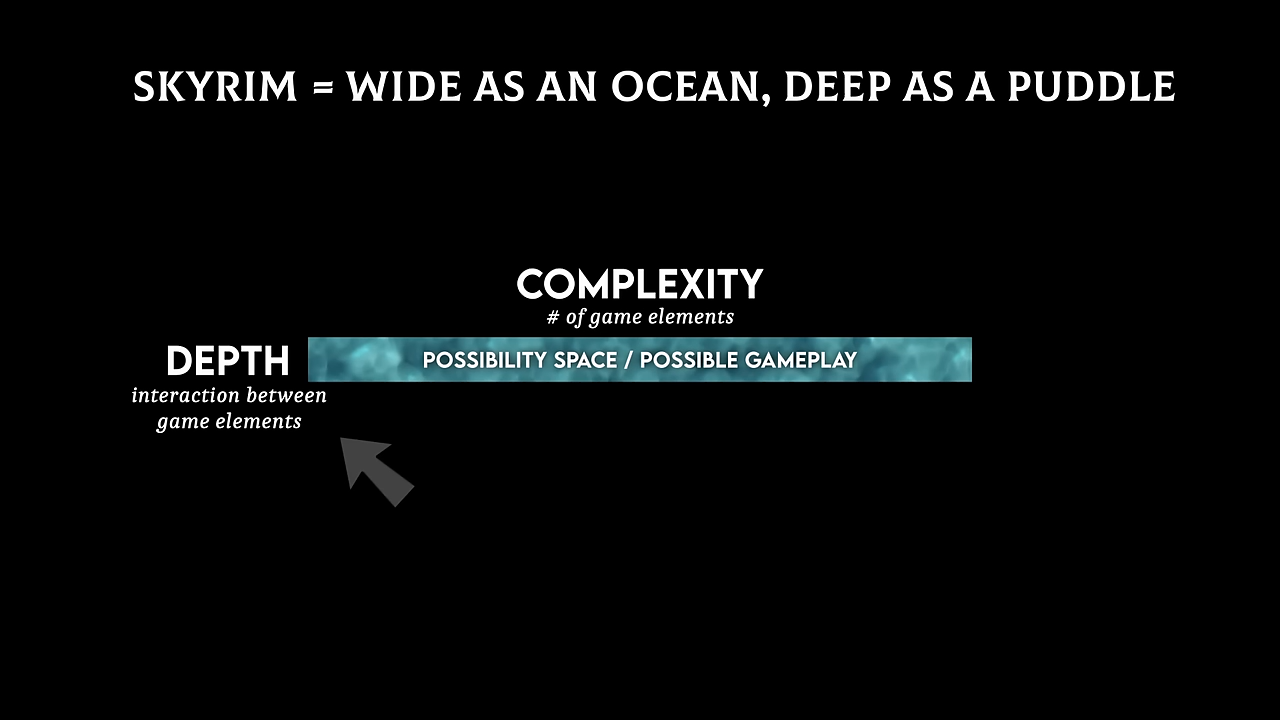 SKYRIM = WIDE AS AN OCEAN, DEEP AS A PUDDLE
COMPLEXITY
# of game elements
DEPTH
POSSIBILITY SPACE / POSSIBLE GAMEPLAY
interaction between
game elements